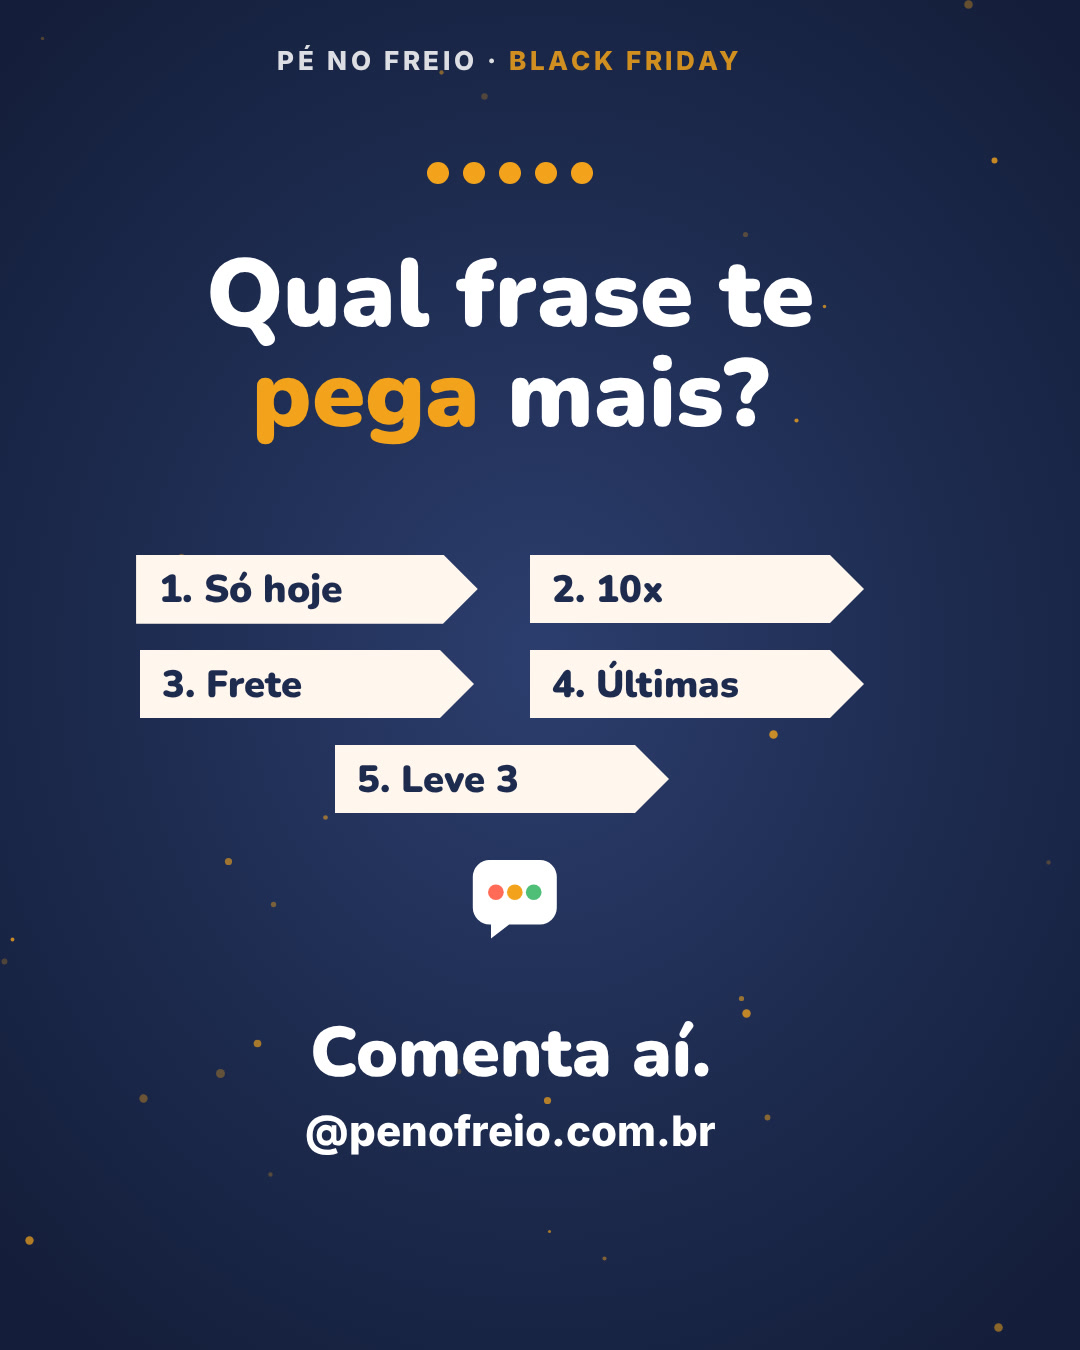 PÉ NO FREIO · BLACK FRIDAY
Qual frase te
pega mais?
1. Só hoje
2. 10x
3. Frete
4. Últimas
5. Leve 3
Comenta aí.
@penofreio.com.br